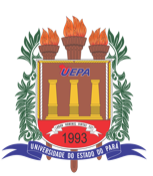 UEPA
1993
UNIVERSIDADE DO ESTADO DO PARÁ